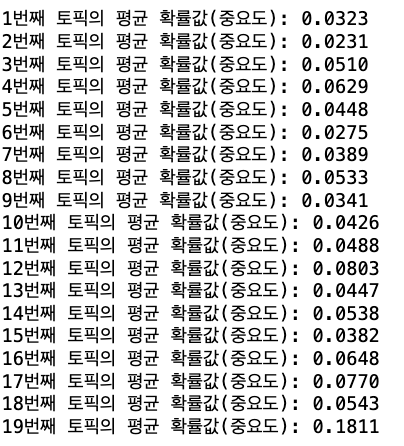 1번째 토픽의 평균 확률값(중요도): 0.0323
2번째 토픽의 평균 확률값(중요도): 0.0231
3번째 토픽의 평균 확률값(중요도): 0.0510
4번째 토픽의 평균 확률값(중요도): 0.0629
5번째 토픽의 평균 확률값(중요도): 0.0448
6번째 토픽의 평균 확률값(중요도): 0.0275
7번째 토픽의 평균 확률값(중요도): 0.0389
8번째 토픽의 평균 확률값(중요도): 0.0533
9번째 토픽의 평균 확률값(중요도): 0.0341
10번째 토픽의 평균 확률값(중요도): 0.0426
11번째 토픽의 평균 확률값(중요도): 0.0488
12번째 토픽의 평균 확률값(중요도): 0.0803
13번째 토픽의 평균 확률값(중요도): 0.0447
14번째 토픽의 평균 확률값(중요도): 0.0538
15번째 토픽의 평균 확률값(중요도): 0.0382
16번째 토픽의 평균 확률값(중요도): 0.0648
17번째 토픽의 평균 확률값(중요도): 0.0770
18번째 토픽의 평균 확률값(중요도): 0.0543
19번째 토픽의 평균 확률값(중요도): 0.1811